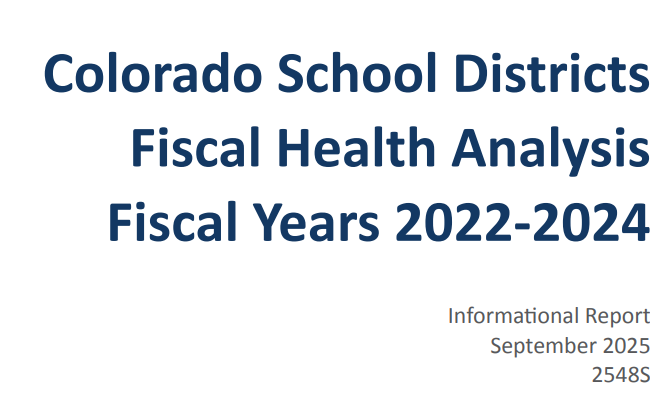 Colorado School Districts
Fiscal Health Analysis
Fiscal Years 2022-2024
Informational Report
September 2025
2548S